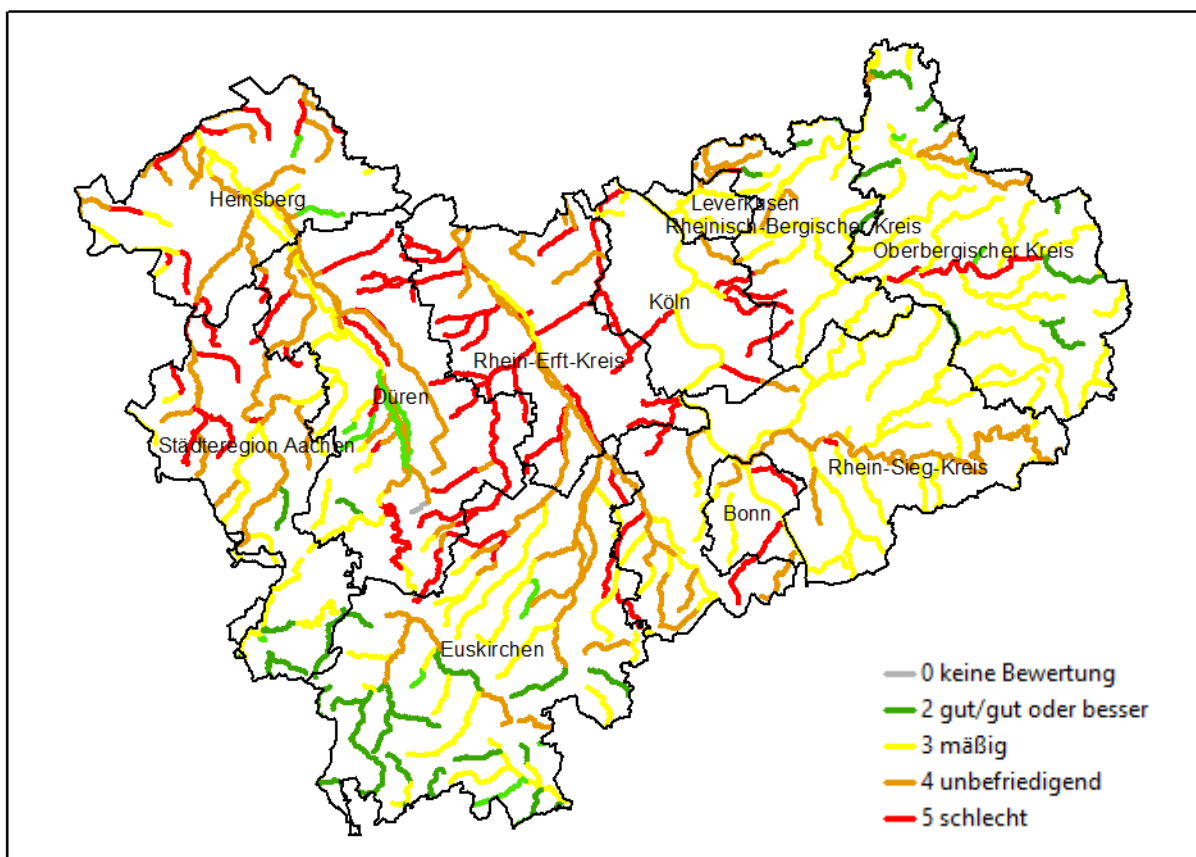 Heinsberg
Leverkusen
Rheinisch-Bergischer Kreis
Oberbergischer Kreis
Köln
Rhein-Erft-Kreis
Düren
Städteregion Aachen
Rhein-Sieg-Kreis
Bonn
Euskirchen
0 keine Bewertung
2 gut/gut oder besser
3 mäßig
4 unbefriedigend
5 schlecht